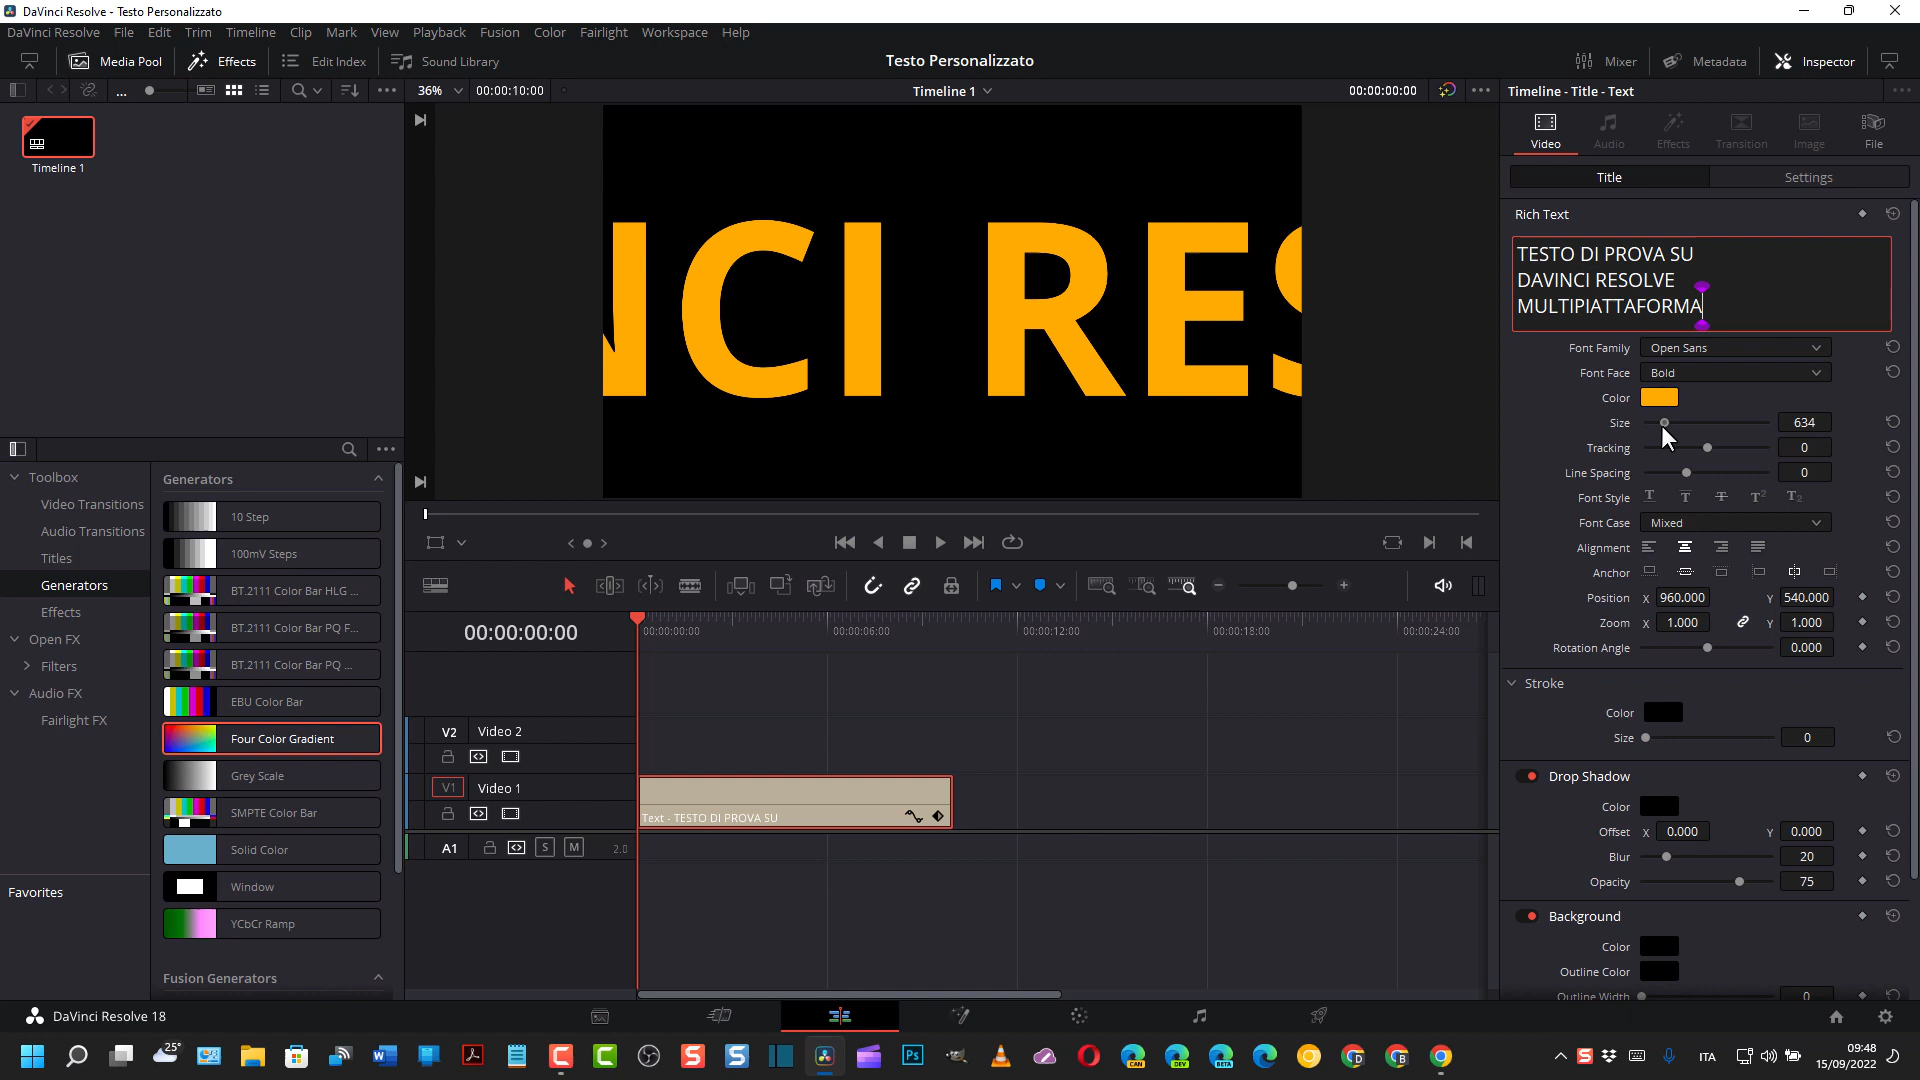 DaVinci Resolve - Testo Personalizzato
DaVinci Resolve File Edit Trim Timeline Clip Mark View Playback Fusion Color Fairlight Workspace Help
Media Pool Effects Edit Index Sound Library Testo Personalizzato Mixer Metadata Inspector
... 36% 00:00:10:00 Timeline 1 00:00:00:00 Timeline - Title - Text
Timeline 1
Video Audio Effects Transition Image File
Title Settings
Rich Text
TESTO DI PROVA SU
DAVINCI RESOLVE
MULTIPIATTAFORMA
NCI RES
Font Family Open Sans
Font Face Bold
Color
Size 634
Tracking 0
Line Spacing 0
Font Style T T T T2 T2
Font Case Mixed
Alignment
Anchor
Position X 960.000 Y 540.000
Zoom X 1.000 Y 1.000
Rotation Angle 0.000
Stroke
Color
Size 0
Drop Shadow
Color
Offset X 0.000 Y 0.000
Blur 20
Opacity 75
Background
Color
Outline Color
Outline Width 0
Toolbox
Video Transitions
Audio Transitions
Titles
Generators
Effects
Open FX
Filters
Audio FX
Fairlight FX
Favorites
Generators
10 Step
100mV Steps
BT.2111 Color Bar HLG ...
BT.2111 Color Bar PQ F...
BT.2111 Color Bar PQ ...
EBU Color Bar
Four Color Gradient
Grey Scale
SMPTE Color Bar
Solid Color
Window
YCbCr Ramp
Fusion Generators
00:00:00:00 00:00:00:00 00:00:06:00 00:00:12:00 00:00:18:00 00:00:24:00
V2 Video 2
V1 Video 1
Text - TESTO DI PROVA SU
A1 S M 2.0
DaVinci Resolve 18
25° ITA 09:48
15/09/2022